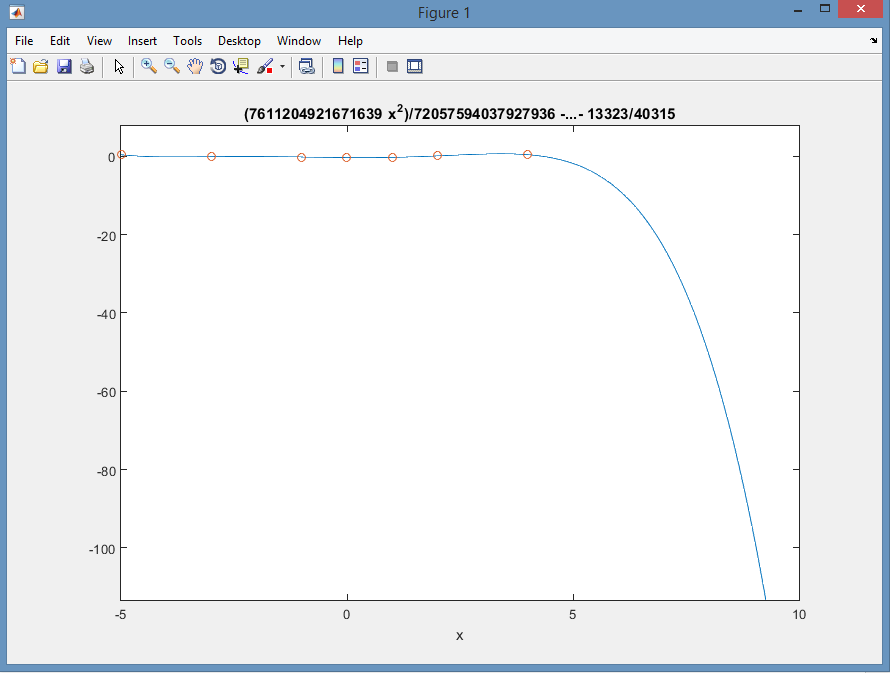 Figure 1
File Edit View Insert Tools Desktop Window Help
(7611204921671639 x²)/72057594037927936 -...- 13323/40315
0
-20
-40
-60
-80
-100
-5 0 5 10
x